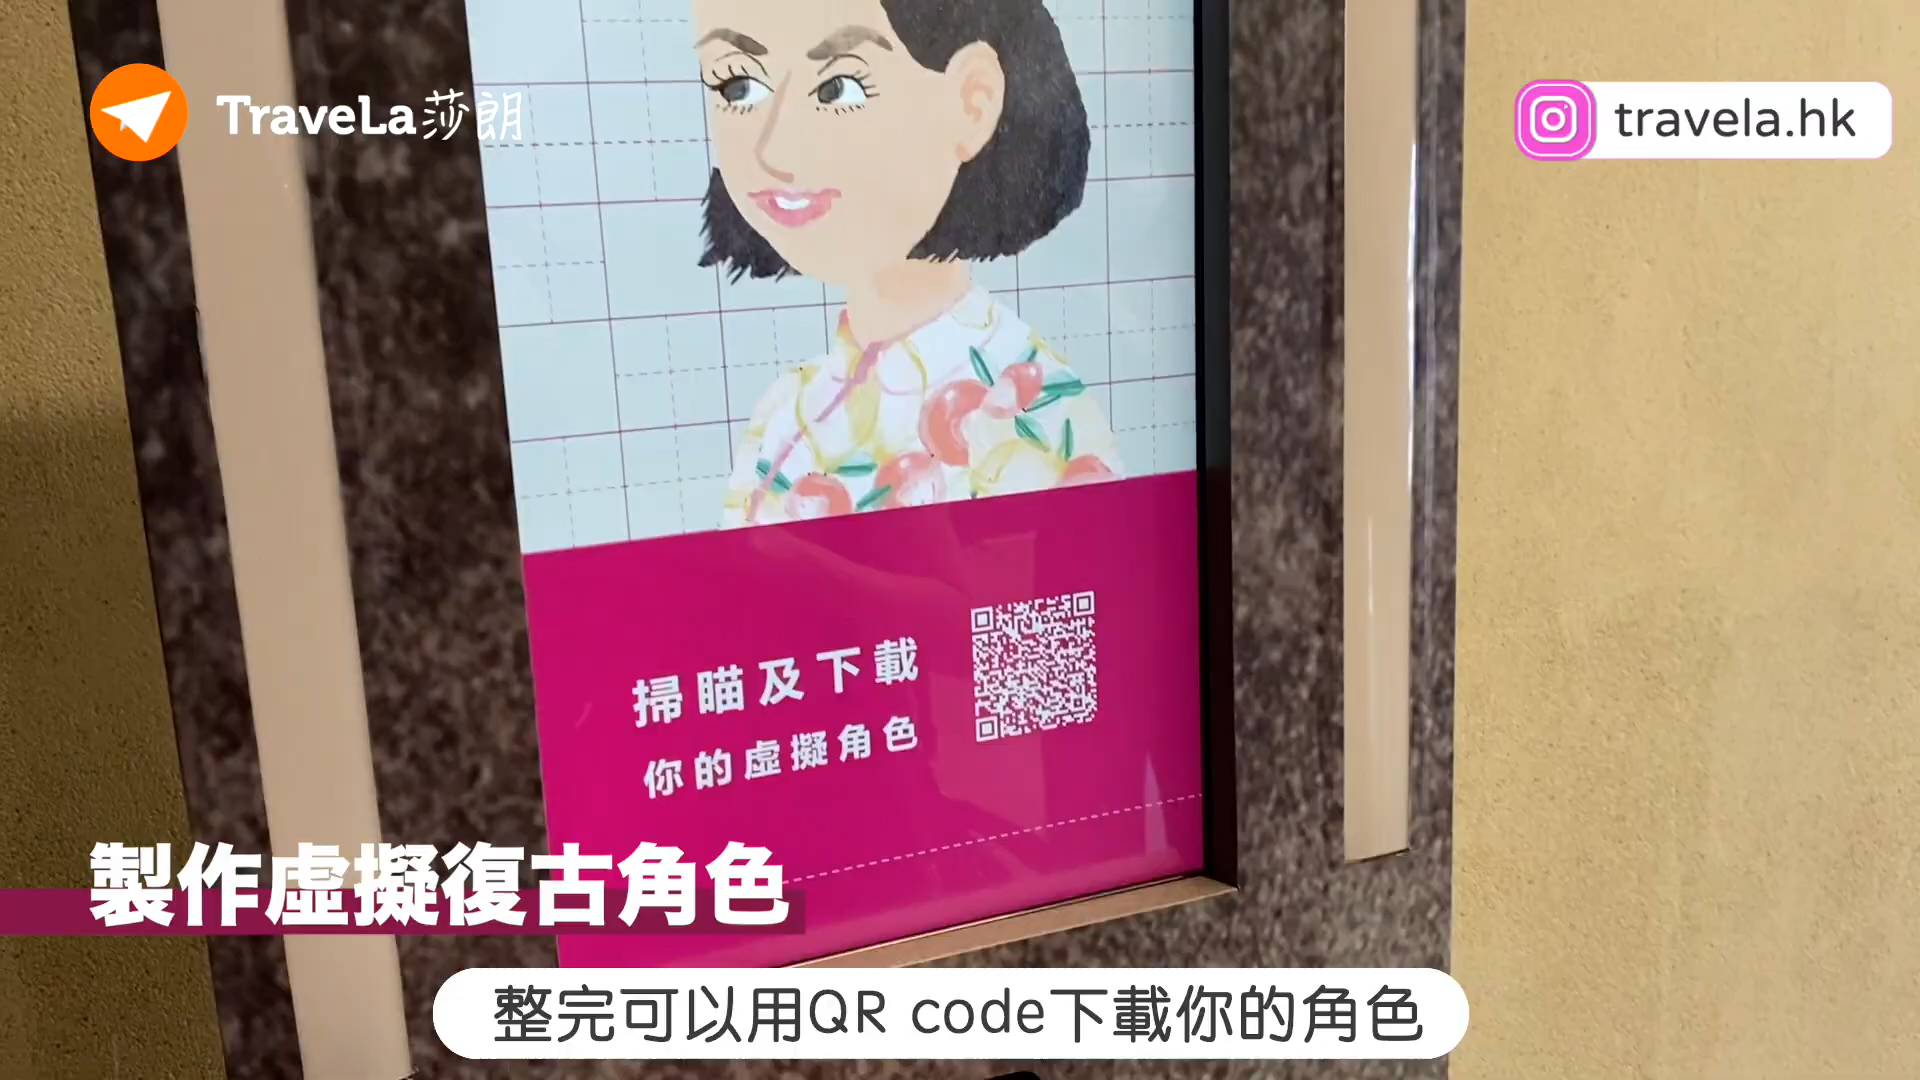 TraveLa莎朗
travela.hk
掃瞄及下載
你的虛擬角色
製作虛擬復古角色
整完可以用QR code下載你的角色